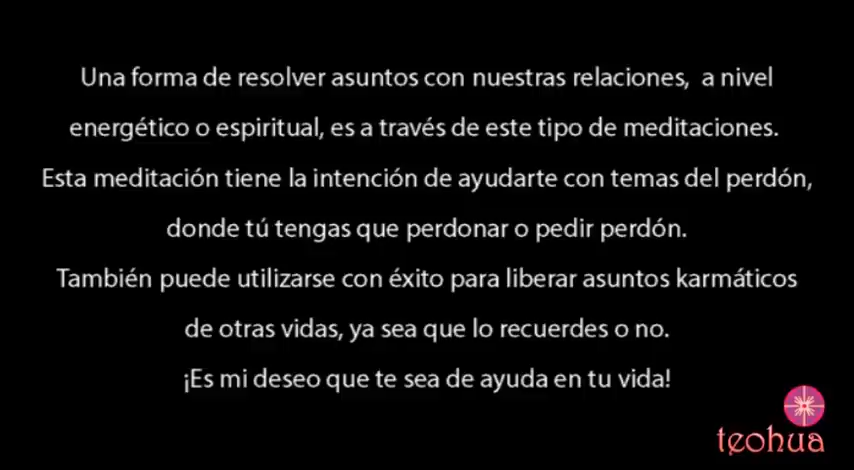 Una forma de resolver asuntos con nuestras relaciones, a nivel
energético o espiritual, es a través de este tipo de meditaciones.
Esta meditación tiene la intención de ayudarte con temas del perdón,
donde tú tengas que perdonar o pedir perdón.
También puede utilizarse con éxito para liberar asuntos karmáticos
de otras vidas, ya sea que lo recuerdes o no.
¡Es mi deseo que te sea de ayuda en tu vida!
teohua